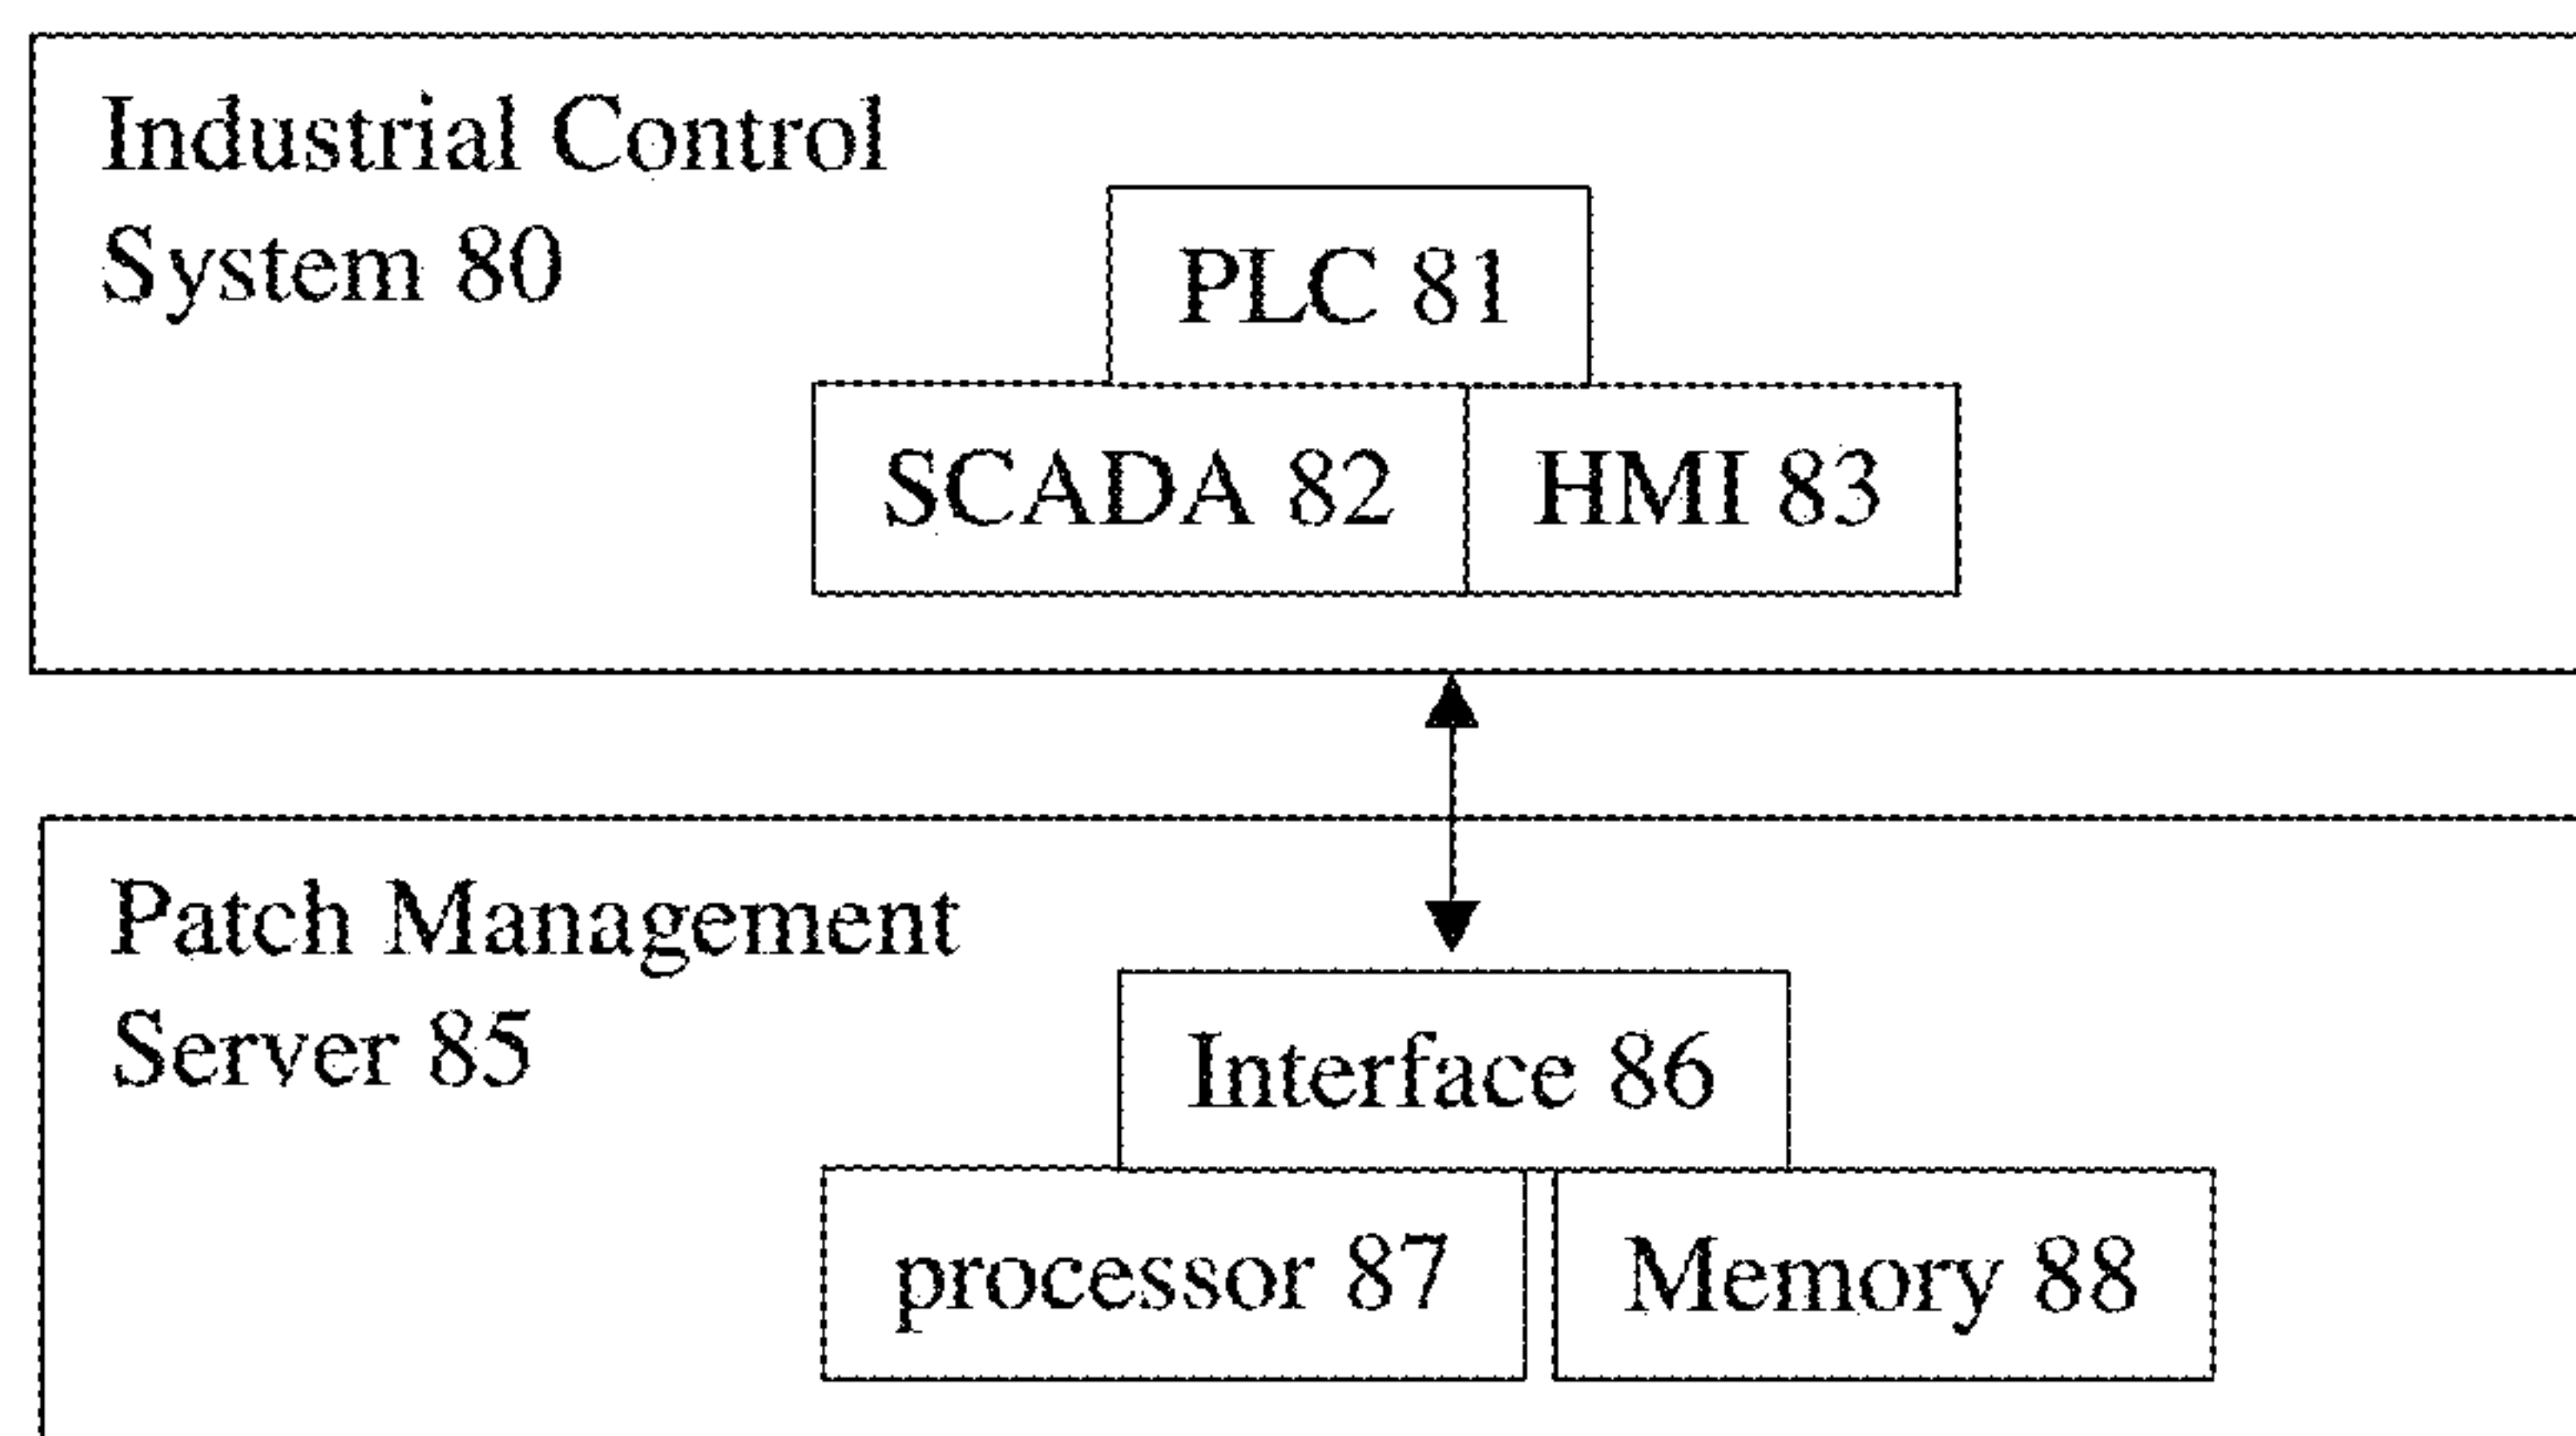 Industrial Control
System 80
PLC 81
SCADA 82 HMI 83
Patch Management
Server 85
Interface 86
processor 87 Memory 88